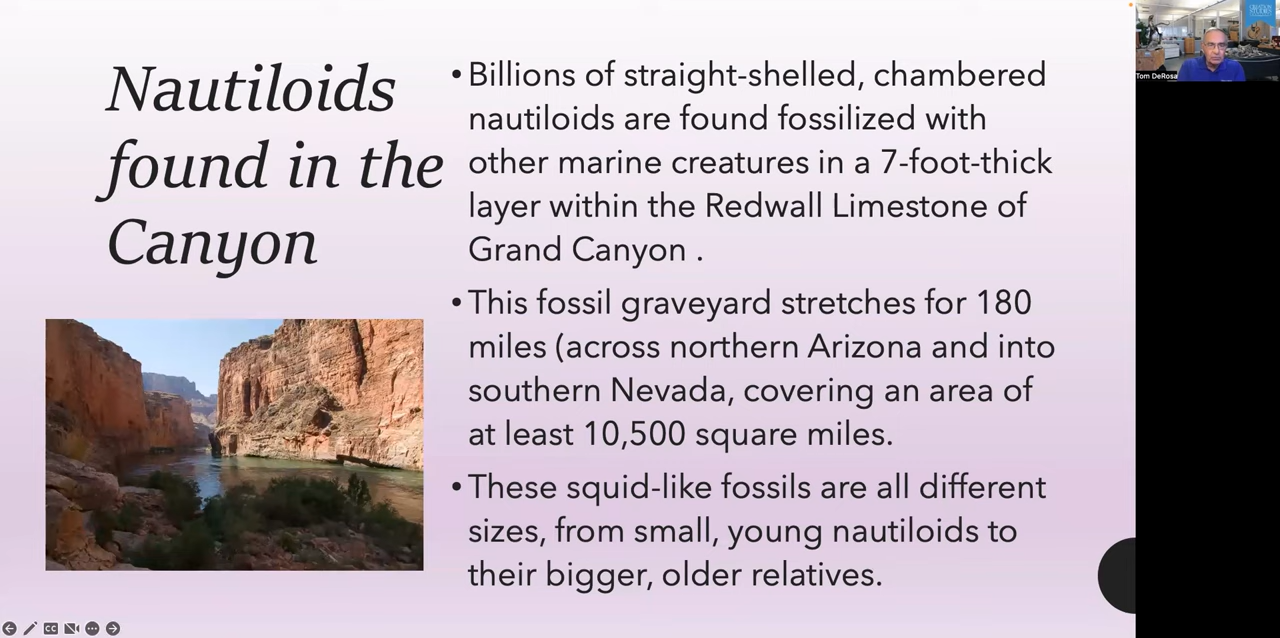 Nautiloids
found in the
Canyon
• Billions of straight-shelled, chambered
nautiloids are found fossilized with
other marine creatures in a 7-foot-thick
layer within the Redwall Limestone of
Grand Canyon .
• This fossil graveyard stretches for 180
miles (across northern Arizona and into
southern Nevada, covering an area of
at least 10,500 square miles.
• These squid-like fossils are all different
sizes, from small, young nautiloids to
their bigger, older relatives.
Tom DeRosa
CC